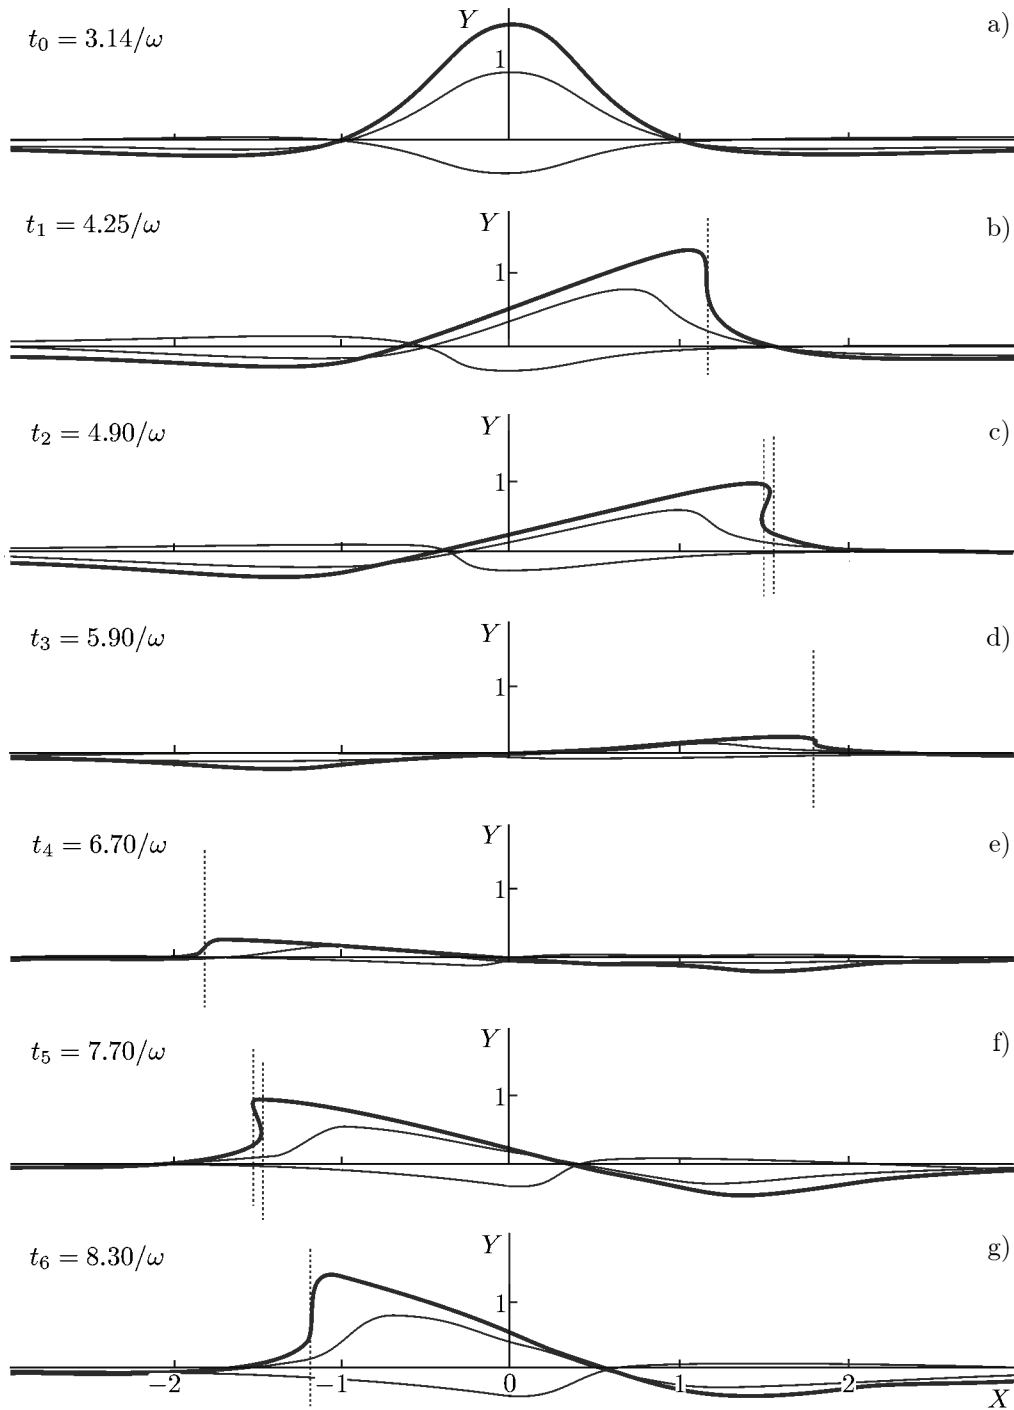 t₀ = 3.14/ω Y a)
1
t₁ = 4.25/ω Y b)
1
t₂ = 4.90/ω Y c)
1
t₃ = 5.90/ω Y d)
1
t₄ = 6.70/ω Y e)
1
t₅ = 7.70/ω Y f)
1
t₆ = 8.30/ω Y g)
1
−2 −1 0 1 2 X